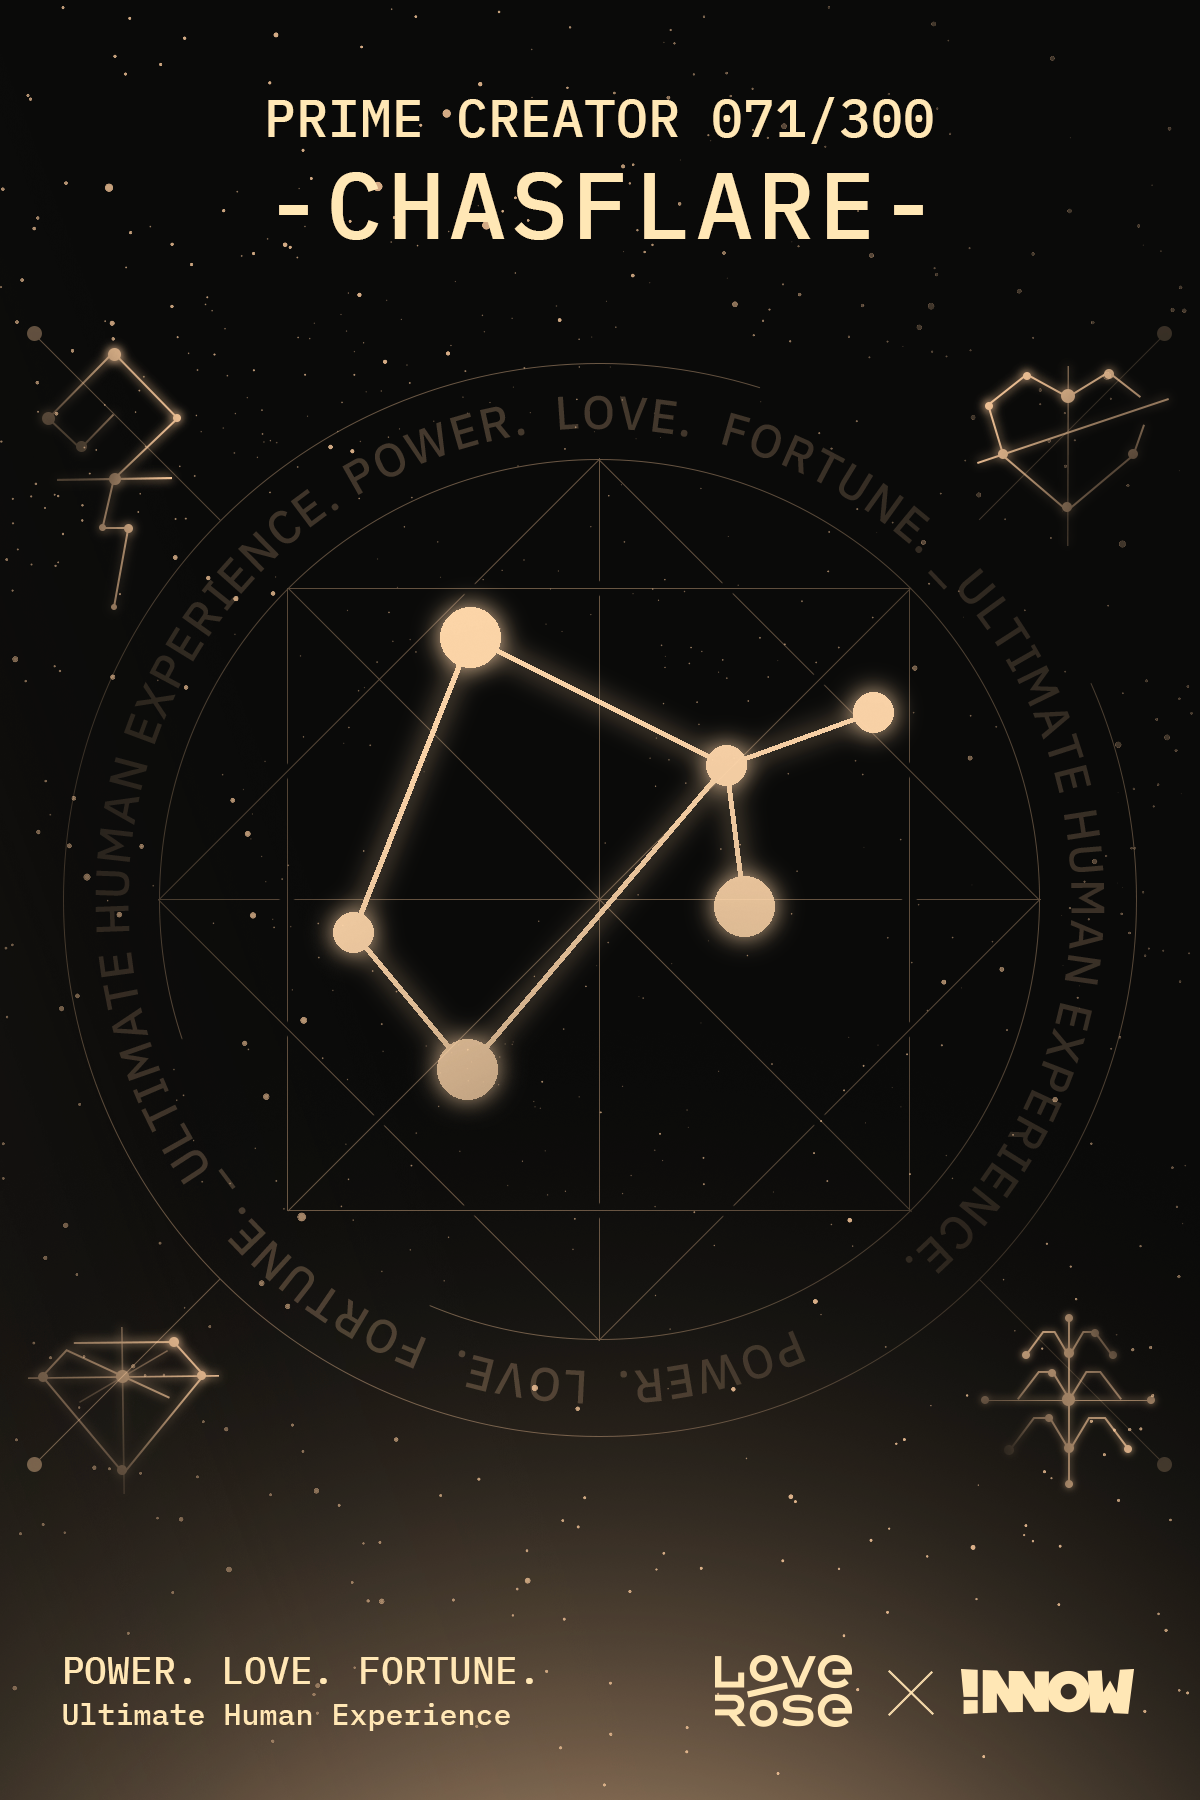 PRIME CREATOR 071/300
-CHASFLARE-
POWER. LOVE. FORTUNE. – ULTIMATE HUMAN EXPERIENCE.
POWER. LOVE. FORTUNE. – ULTIMATE HUMAN EXPERIENCE.
POWER. LOVE. FORTUNE.
Ultimate Human Experience
LOVE
ROSE
!NNOW